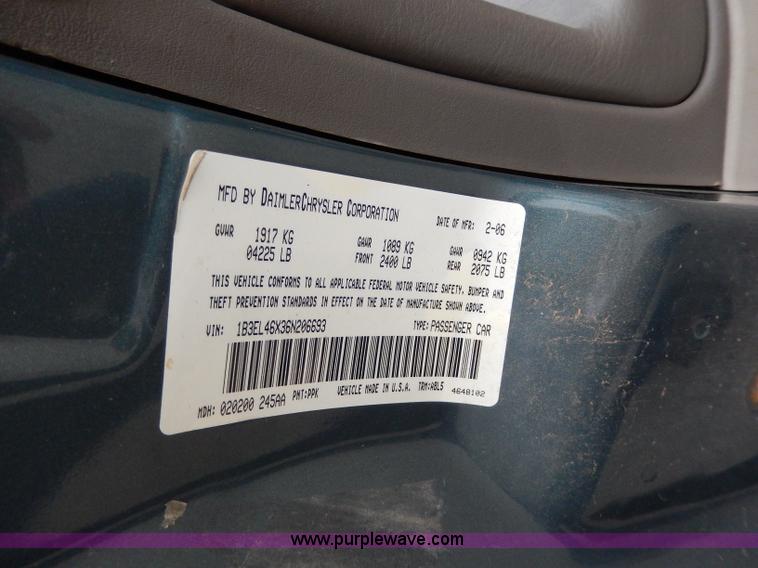 MFD BY DAIMLERCHRYSLER CORPORATION DATE OF MFR: 2-06
GVWR 1917 KG GAWR 1089 KG GAWR 0942 KG
04225 LB FRONT 2400 LB REAR 2075 LB
THIS VEHICLE CONFORMS TO ALL APPLICABLE FEDERAL MOTOR VEHICLE SAFETY, BUMPER AND
THEFT PREVENTION STANDARDS IN EFFECT ON THE DATE OF MANUFACTURE SHOWN ABOVE.
VIN: 1B3EL46X36N206693 TYPE: PASSENGER CAR
MDH: 020200 245AA PNT:PPK VEHICLE MADE IN U.S.A. TRM:ABL5 4648102
www.purplewave.com